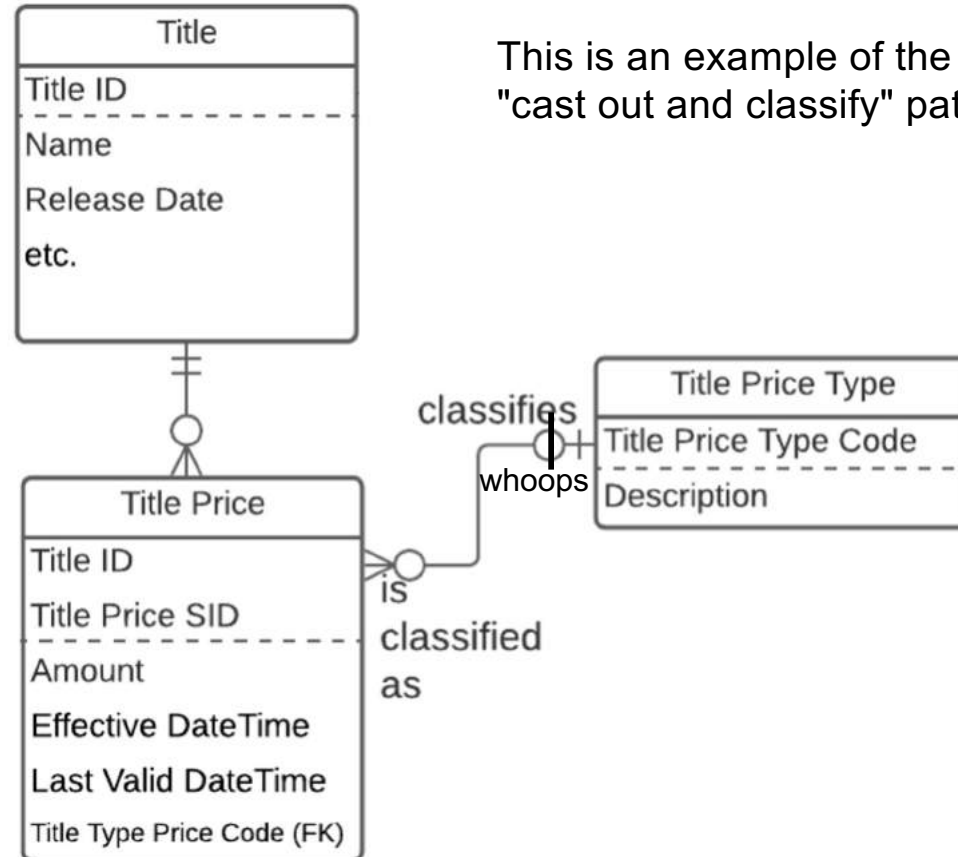 Title
Title ID
Name
Release Date
etc.
This is an example of the
"cast out and classify"
Title Price
Title ID
Title Price SID
Amount
Effective DateTime
Last Valid DateTime
Title Type Price Code (FK)
classifies
whoops
is
classified
as
Title Price Type
Title Price Type Code
Description